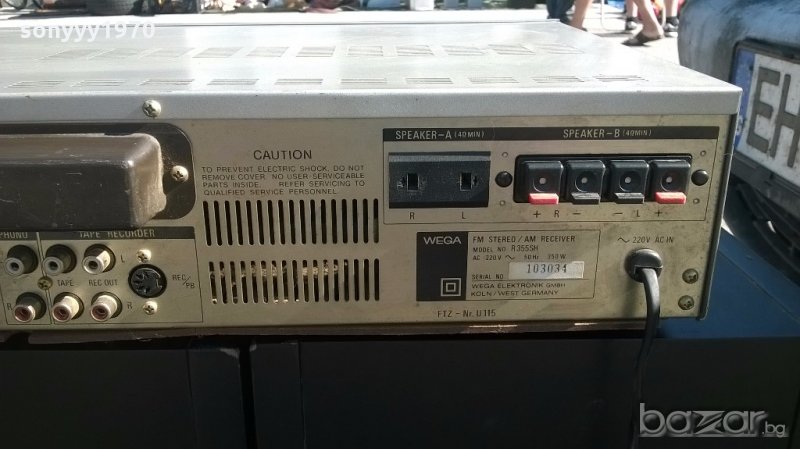 sonyyy1970
SPEAKER-A (4Ω MIN) SPEAKER-B (4Ω MIN)
CAUTION
TO PREVENT ELECTRIC SHOCK, DO NOT
REMOVE COVER. NO USER-SERVICEABLE
PARTS INSIDE. REFER SERVICING TO
QUALIFIED SERVICE PERSONNEL.
R L + R - - L +
PHONO TAPE RECORDER
L
REC/PB
R TAPE REC OUT R
WEGA
FM STEREO/AM RECEIVER
MODEL NO. R355SH
AC 220V ~ 50Hz 350W
SERIAL NO. 103034
WEGA ELEKTRONIK GMBH
KÖLN/WEST GERMANY
~ 220V AC IN
FTZ - Nr. U115
EH
bazar.bg